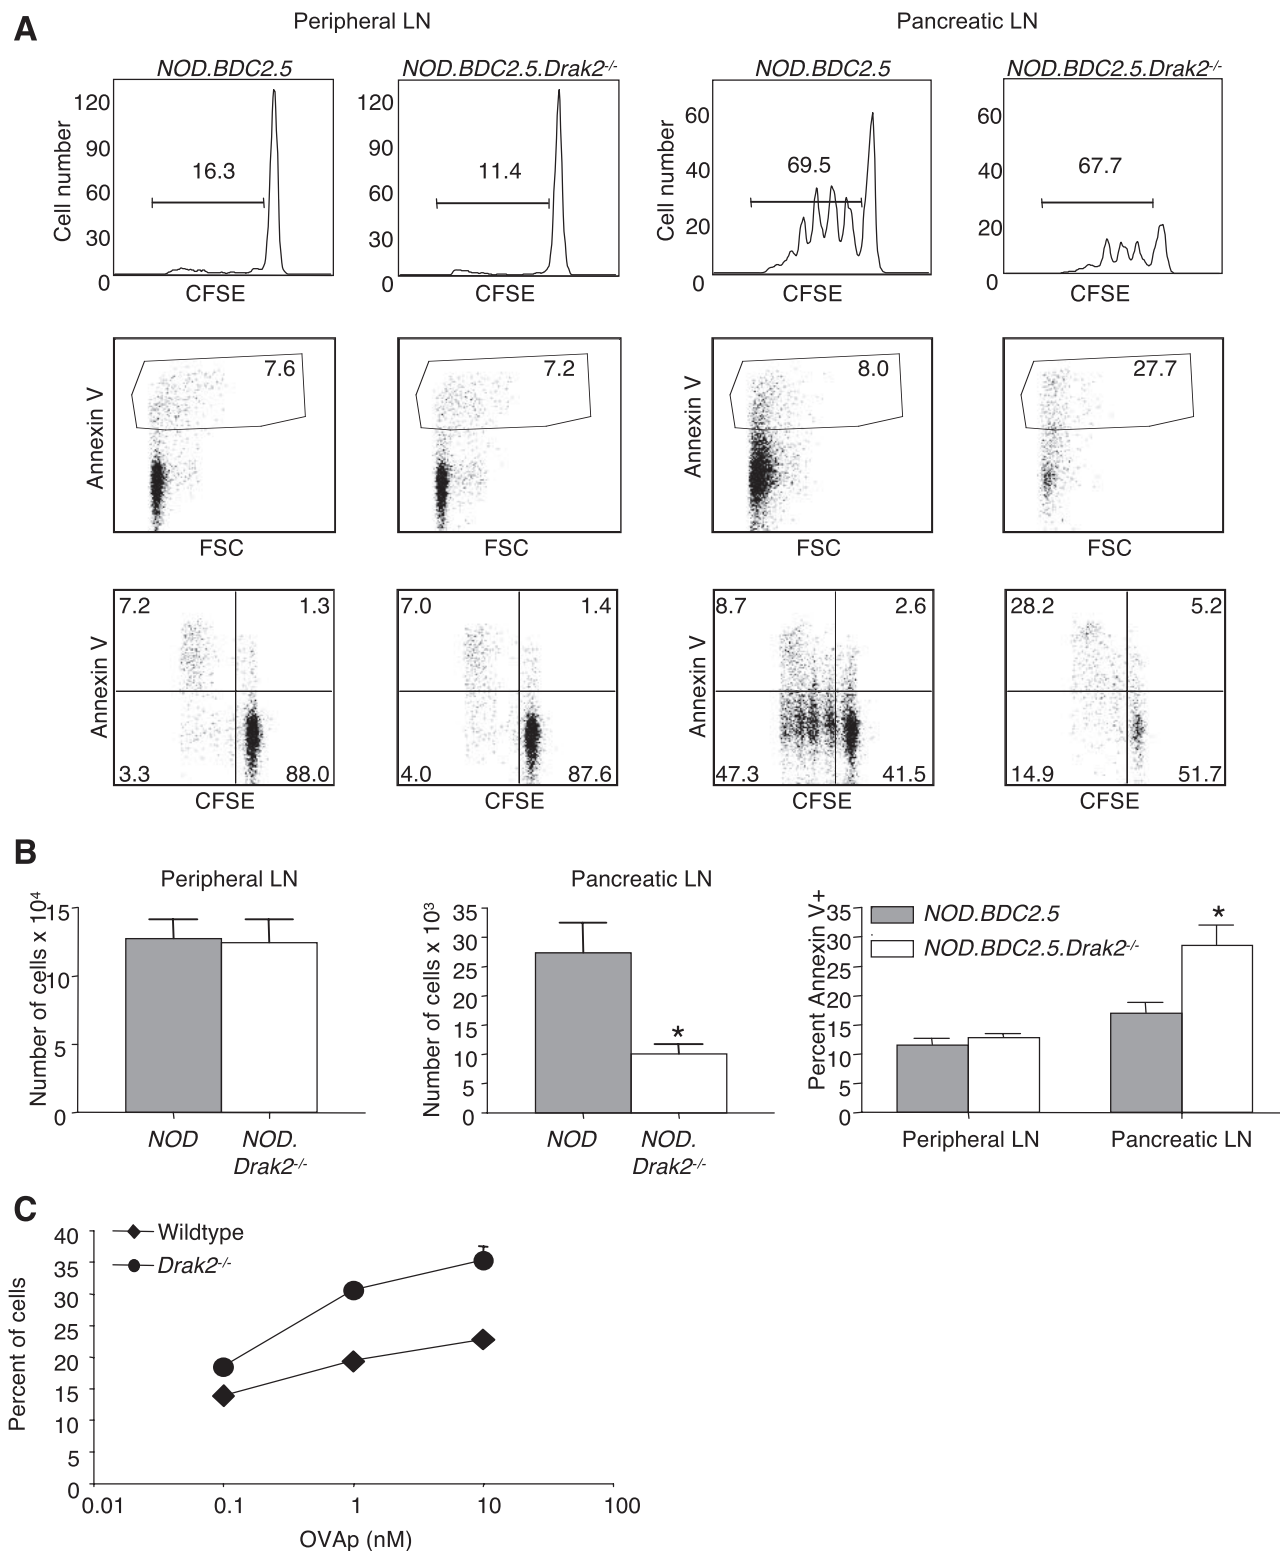 A
Peripheral LN
Pancreatic LN
NOD.BDC2.5
NOD.BDC2.5.Drak2-/-
NOD.BDC2.5
NOD.BDC2.5.Drak2-/-
Cell number
120
90
60
30
0
16.3
CFSE
120
90
60
30
0
11.4
CFSE
Cell number
60
40
20
0
69.5
CFSE
60
40
20
0
67.7
CFSE
Annexin V
7.6
FSC
7.2
FSC
Annexin V
8.0
FSC
27.7
FSC
Annexin V
7.2 1.3
3.3 88.0
CFSE
7.0 1.4
4.0 87.6
CFSE
Annexin V
8.7 2.6
47.3 41.5
CFSE
28.2 5.2
14.9 51.7
CFSE
B
Peripheral LN
Number of cells x 104
15
10
5
0
NOD
NOD.
Drak2-/-
Pancreatic LN
Number of cells x 103
35
30
25
20
15
10
5
0
*
NOD
NOD.
Drak2-/-
Percent Annexin V+
35
30
25
20
15
10
5
0
NOD.BDC2.5
NOD.BDC2.5.Drak2-/-
*
Peripheral LN
Pancreatic LN
C
Wildtype
Drak2-/-
Percent of cells
40
35
30
25
20
15
10
5
0
0.01 0.1 1 10 100
OVAp (nM)